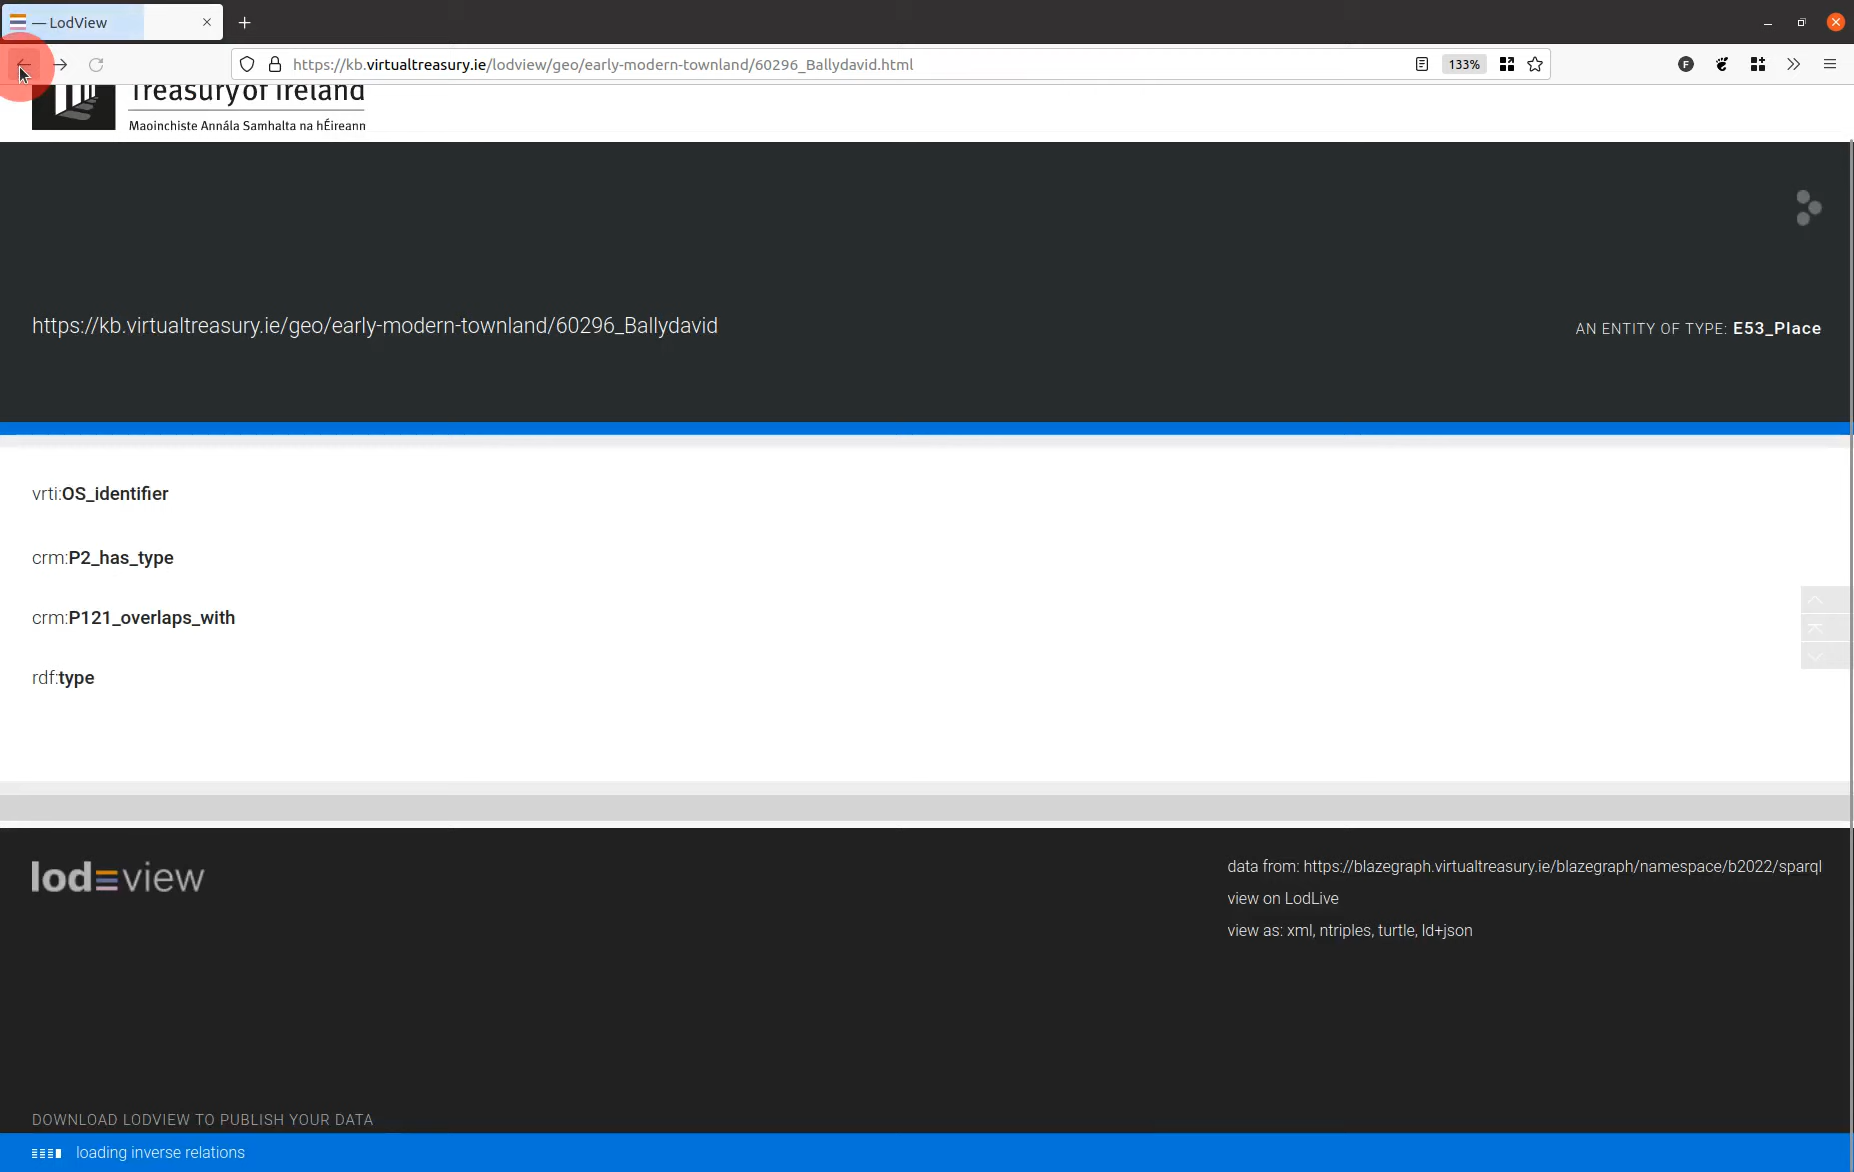 — LodView
https://kb.virtualtreasury.ie/lodview/geo/early-modern-townland/60296_Ballydavid.html
133%
F
Treasury of Ireland
Maoinchiste Annála Samhalta na hÉireann
https://kb.virtualtreasury.ie/geo/early-modern-townland/60296_Ballydavid
AN ENTITY OF TYPE: E53_Place
vrti:OS_identifier
crm:P2_has_type
crm:P121_overlaps_with
rdf:type
lodview
data from: https://blazegraph.virtualtreasury.ie/blazegraph/namespace/b2022/sparql
view on LodLive
view as: xml, ntriples, turtle, ld+json
DOWNLOAD LODVIEW TO PUBLISH YOUR DATA
loading inverse relations